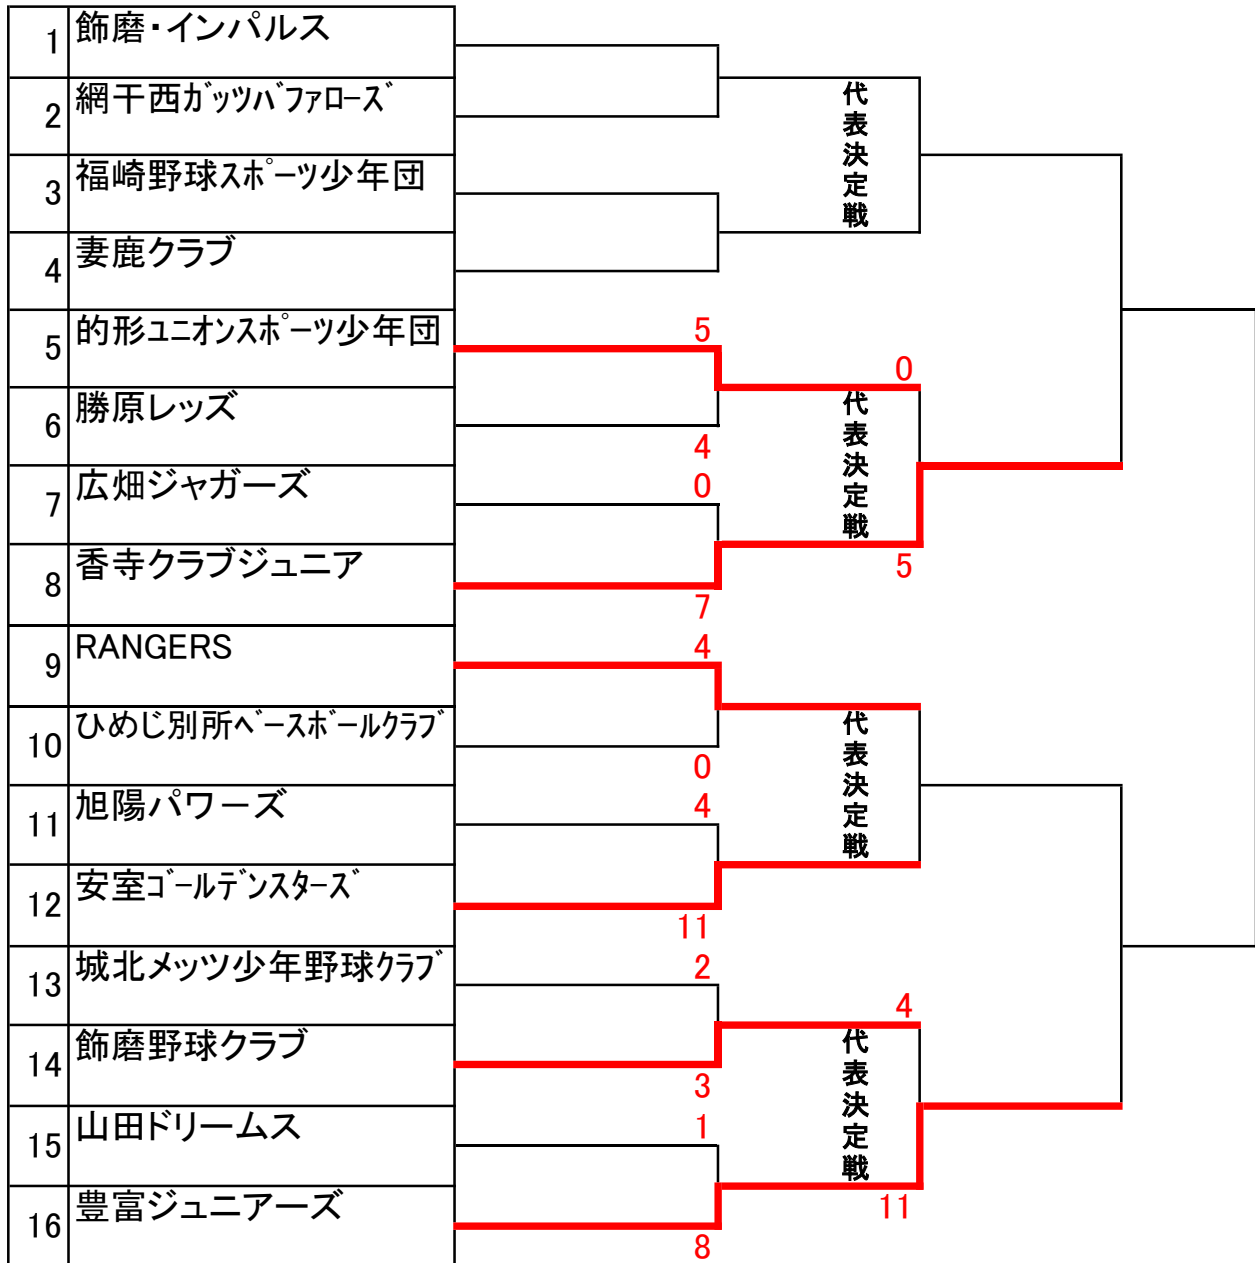 1 飾磨・インパルス
2 網干西ｶﾞッツﾊﾞファﾛｰズ
3 福崎野球ｽﾎﾟｰツ少年団
4 妻鹿クラブ
代表決定戦
5 的形ﾕﾆｵﾝｽﾎﾟｰﾂ少年団
5
0
6 勝原レッズ
4
代表決定戦
7 広畑ジャガーズ
0
8 香寺クラブジュニア
7
5
9 RANGERS
4
10 ひめじ別所ﾍﾞｰｽﾎﾞｰﾙｸﾗﾌﾞ
0
代表決定戦
11 旭陽パワーズ
4
12 安室ｺﾞｰﾙﾃﾞﾝｽﾀｰｽﾞ
11
13 城北メッツ少年野球ｸﾗﾌﾞ
2
4
14 飾磨野球クラブ
3
代表決定戦
15 山田ドリームス
1
16 豊富ジュニアーズ
8
11